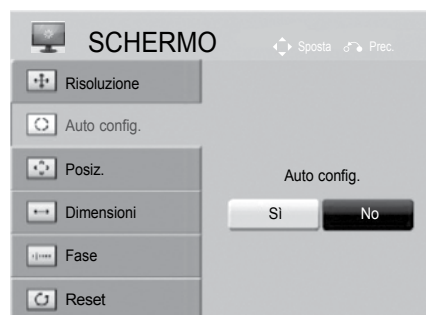 SCHERMO
Sposta Prec.
Risoluzione
Auto config.
Posiz.
Dimensioni
Fase
Reset
Auto config.
Sì No